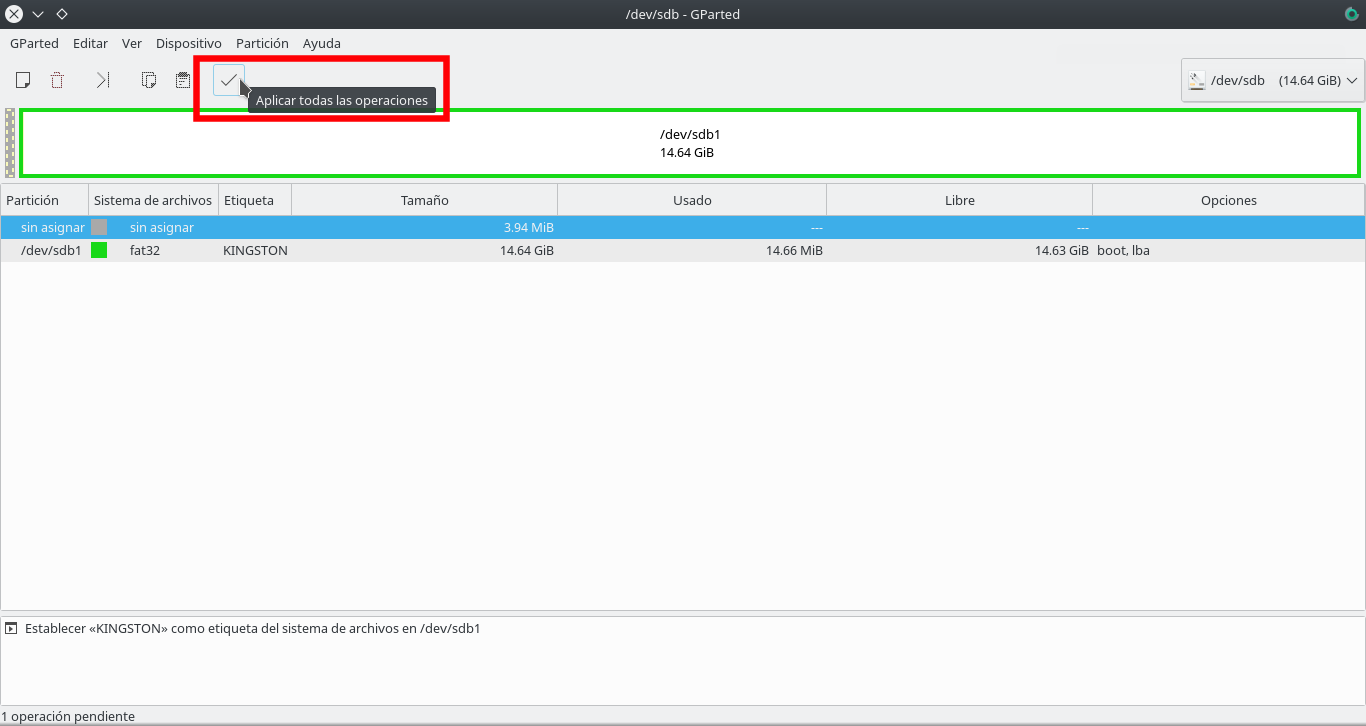 /dev/sdb - GParted
GParted Editar Ver Dispositivo Partición Ayuda
/dev/sdb (14.64 GiB)
Aplicar todas las operaciones
/dev/sdb1
14.64 GiB
Partición Sistema de archivos Etiqueta Tamaño Usado Libre Opciones
sin asignar sin asignar 3.94 MiB --- ---
/dev/sdb1 fat32 KINGSTON 14.64 GiB 14.66 MiB 14.63 GiB boot, lba
Establecer «KINGSTON» como etiqueta del sistema de archivos en /dev/sdb1
1 operación pendiente